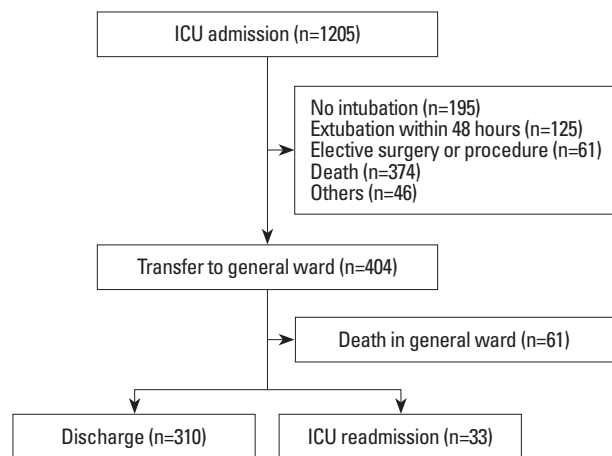 ICU admission (n=1205)
No intubation (n=195)
Extubation within 48 hours (n=125)
Elective surgery or procedure (n=61)
Death (n=374)
Others (n=46)
Transfer to general ward (n=404)
Death in general ward (n=61)
Discharge (n=310)
ICU readmission (n=33)